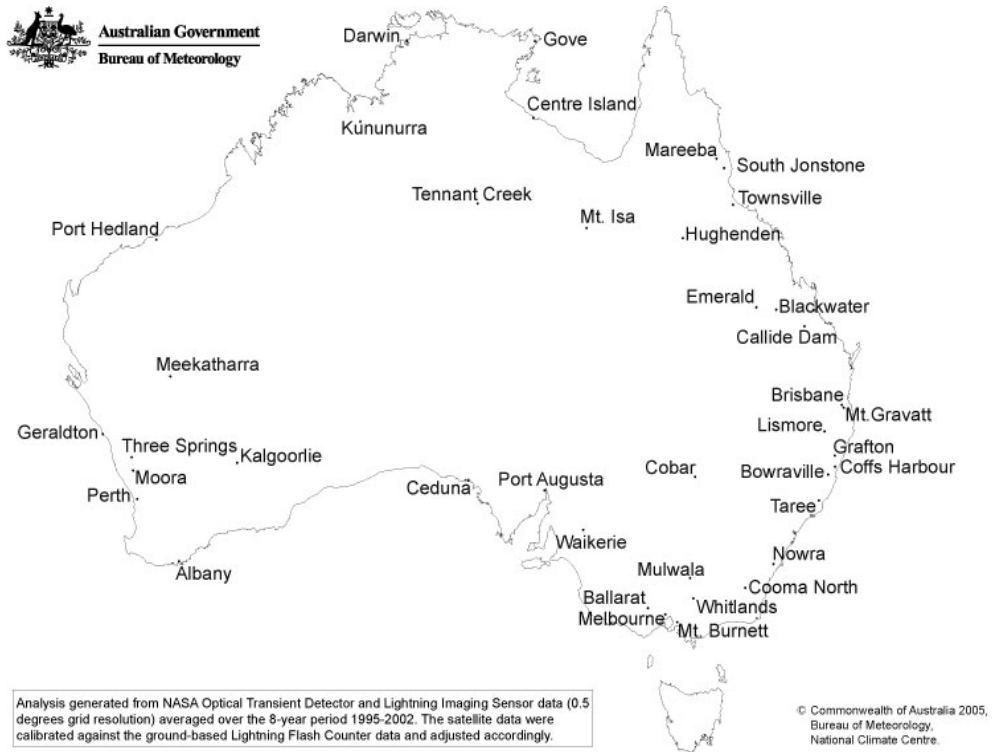 Australian Government
Bureau of Meteorology
Darwin
Gove
Centre Island
Kununurra
Mareeba
South Jonstone
Tennant Creek
Townsville
Mt. Isa
Port Hedland
Hughenden
Emerald
Blackwater
Callide Dam
Meekatharra
Brisbane
Mt.Gravatt
Lismore
Geraldton
Three Springs
Grafton
Kalgoorlie
Cobar
Bowraville
Coffs Harbour
Moora
Port Augusta
Ceduna
Perth
Taree
Waikerie
Nowra
Albany
Mulwala
Cooma North
Ballarat
Whitlands
Melbourne
Mt. Burnett
Analysis generated from NASA Optical Transient Detector and Lightning Imaging Sensor data (0.5
degrees grid resolution) averaged over the 8-year period 1995-2002. The satellite data were
calibrated against the ground-based Lightning Flash Counter data and adjusted accordingly.
© Commonwealth of Australia 2005,
Bureau of Meteorology,
National Climate Centre.